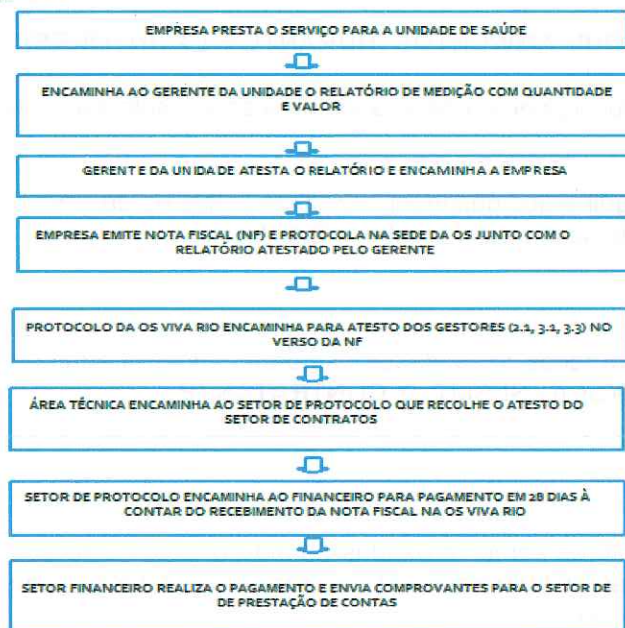 EMPRESA PRESTA O SERVIÇO PARA A UNIDADE DE SAÚDE
ENCAMINHA AO GERENTE DA UNIDADE O RELATÓRIO DE MEDIÇÃO COM QUANTIDADE
E VALOR
GERENTE DA UNIDADE ATESTA O RELATÓRIO E ENCAMINHA A EMPRESA
EMPRESA EMITE NOTA FISCAL (NF) E PROTOCOLA NA SEDE DA OS JUNTO COM O
RELATÓRIO ATESTADO PELO GERENTE
PROTOCOLO DA OS VIVA RIO ENCAMINHA PARA ATESTO DOS GESTORES (2.1, 3.1, 3.3) NO
VERSO DA NF
ÁREA TÉCNICA ENCAMINHA AO SETOR DE PROTOCOLO QUE RECOLHE O ATESTO DO
SETOR DE CONTRATOS
SETOR DE PROTOCOLO ENCAMINHA AO FINANCEIRO PARA PAGAMENTO EM 28 DIAS À
CONTAR DO RECEBIMENTO DA NOTA FISCAL NA OS VIVA RIO
SETOR FINANCEIRO REALIZA O PAGAMENTO E ENVIA COMPROVANTES PARA O SETOR DE
DE PRESTAÇÃO DE CONTAS